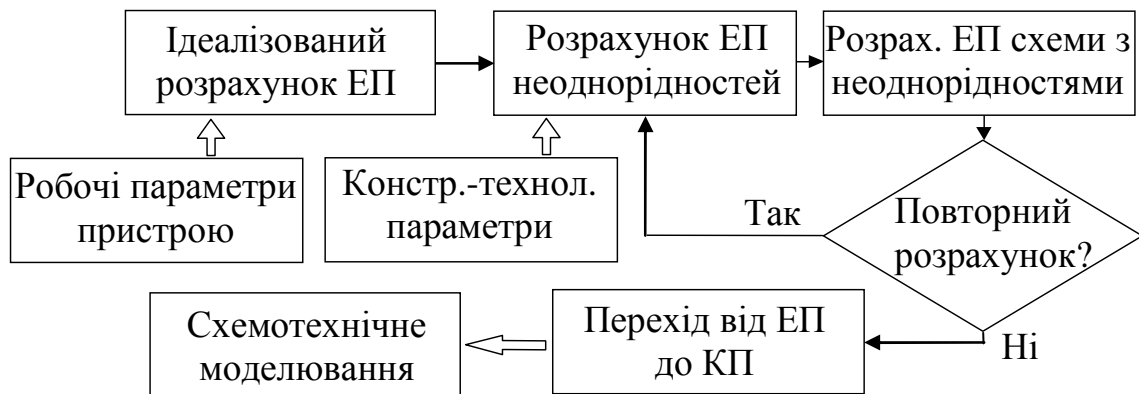 Ідеалізований
розрахунок ЕП
Розрахунок ЕП
неоднорідностей
Розрах. ЕП схеми з
неоднорідностями
Робочі параметри
пристрою
Констр.-технол.
параметри
Так
Повторний
розрахунок?
Схемотехнічне
моделювання
Перехід від ЕП
до КП
Ні